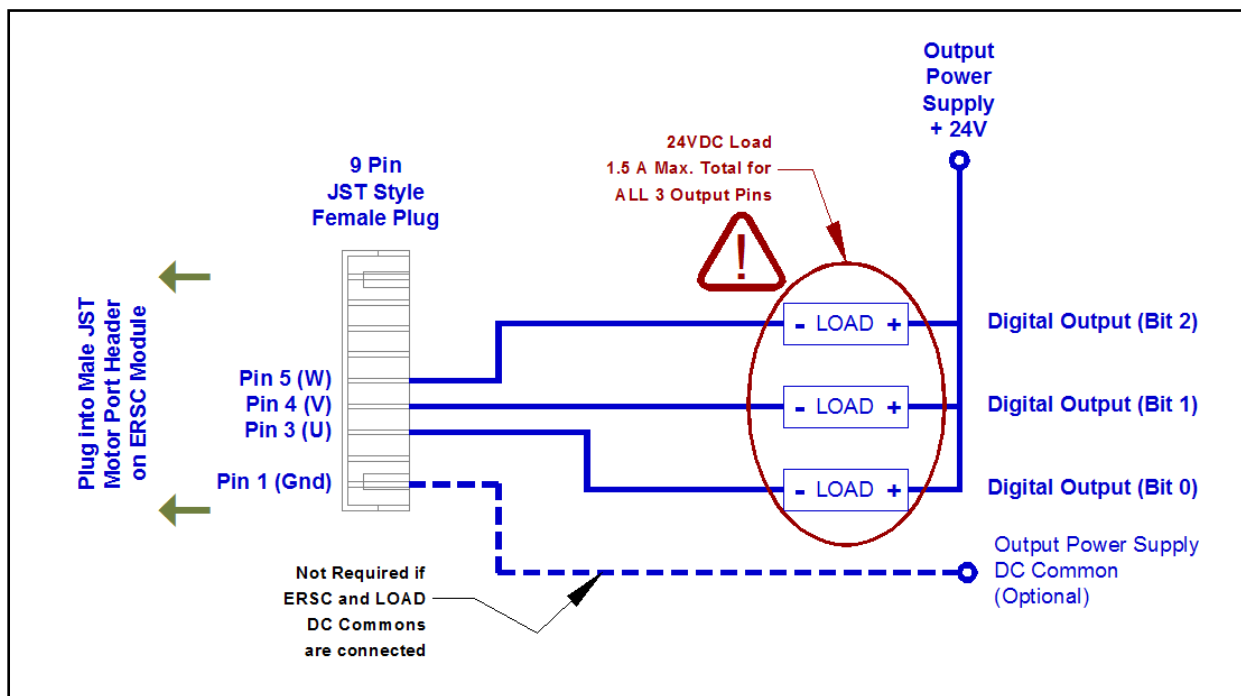 Output
Power
Supply
+ 24V
24VDC Load
1.5 A Max. Total for
ALL 3 Output Pins
9 Pin
JST Style
Female Plug
!
Plug into Male JST
Motor Port Header
on ERSC Module
- LOAD +
Digital Output (Bit 2)
Pin 5 (W)
Pin 4 (V)
- LOAD +
Digital Output (Bit 1)
Pin 3 (U)
Pin 1 (Gnd)
- LOAD +
Digital Output (Bit 0)
Output Power Supply
DC Common
(Optional)
Not Required if
ERSC and LOAD
DC Commons
are connected